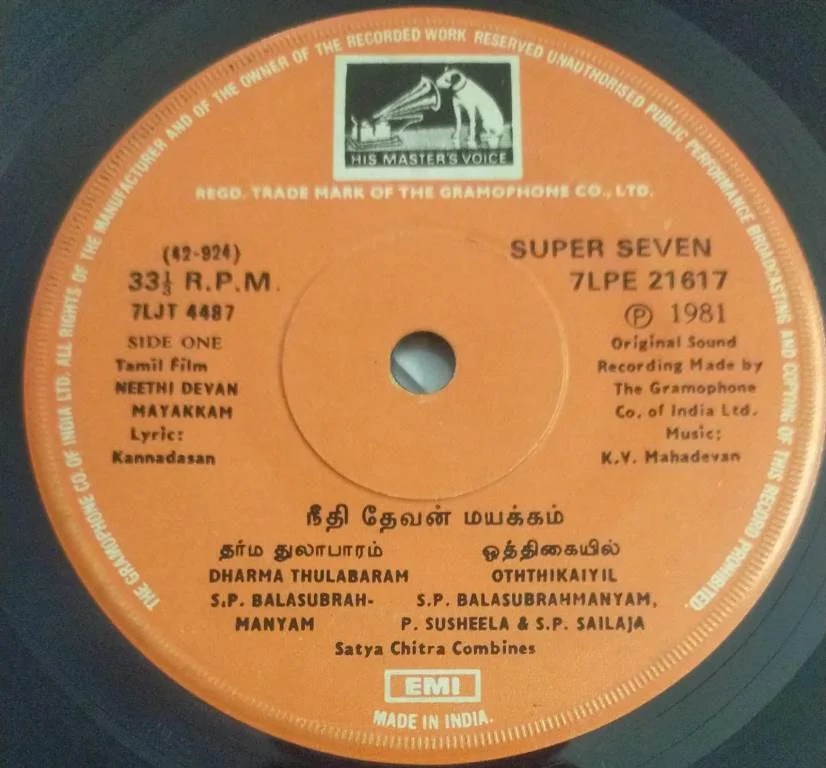 THE GRAMOPHONE CO. OF INDIA LTD. ALL RIGHTS OF THE MANUFACTURER AND OF THE OWNER OF THE RECORDED WORK RESERVED UNAUTHORISED PUBLIC PERFORMANCE BROADCASTING AND COPYING OF THIS RECORD PROHIBITED.
HIS MASTER'S VOICE
REGD. TRADE MARK OF THE GRAMOPHONE CO., LTD.
(42-924)
33⅓ R.P.M.
7LJT 4487
SIDE ONE
Tamil Film
NEETHI DEVAN
MAYAKKAM
Lyric:
Kannadasan
SUPER SEVEN
7LPE 21617
℗ 1981
Original Sound
Recording Made by
The Gramophone
Co. of India Ltd.
Music:
K.V. Mahadevan
நீதி தேவன் மயக்கம்
தர்ம துலாபாரம்
DHARMA THULABARAM
S.P. BALASUBRAH-
MANYAM
ஒத்திகையில்
OTHTHIKAIYIL
S.P. BALASUBRAHMANYAM,
P. SUSHEELA & S.P. SAILAJA
Satya Chitra Combines
EMI
MADE IN INDIA.